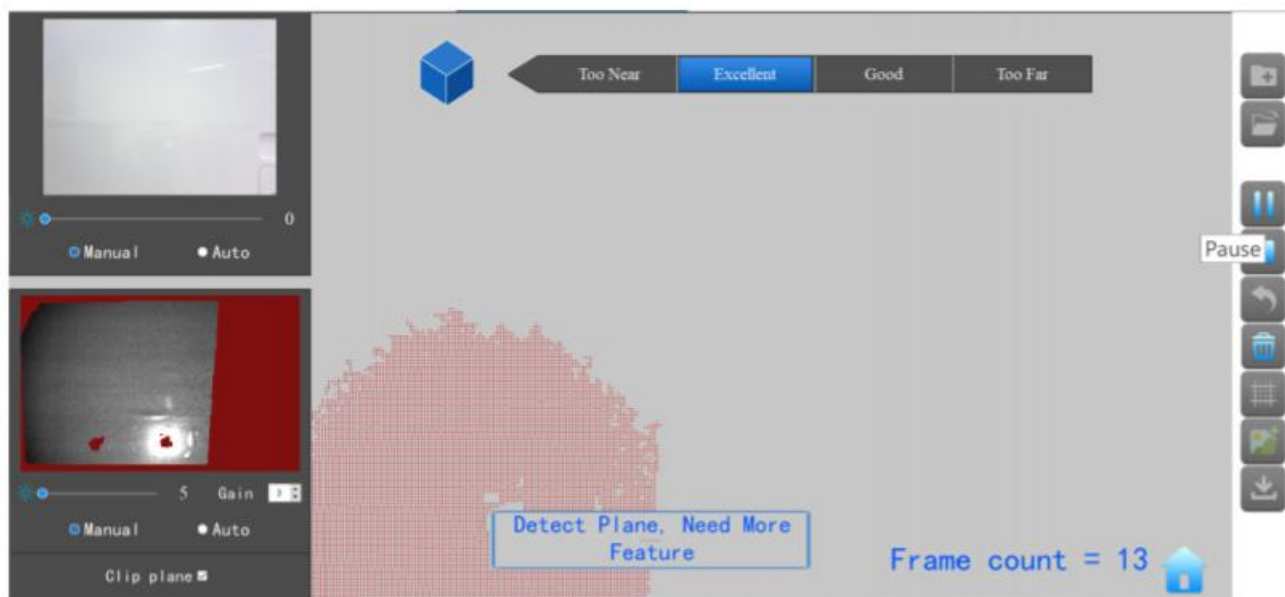 Too Near Excellent Good Too Far
0
Manual Auto
Pause
5 Gain 3
Manual Auto
Clip plane
Detect Plane, Need More
Feature
Frame count = 13